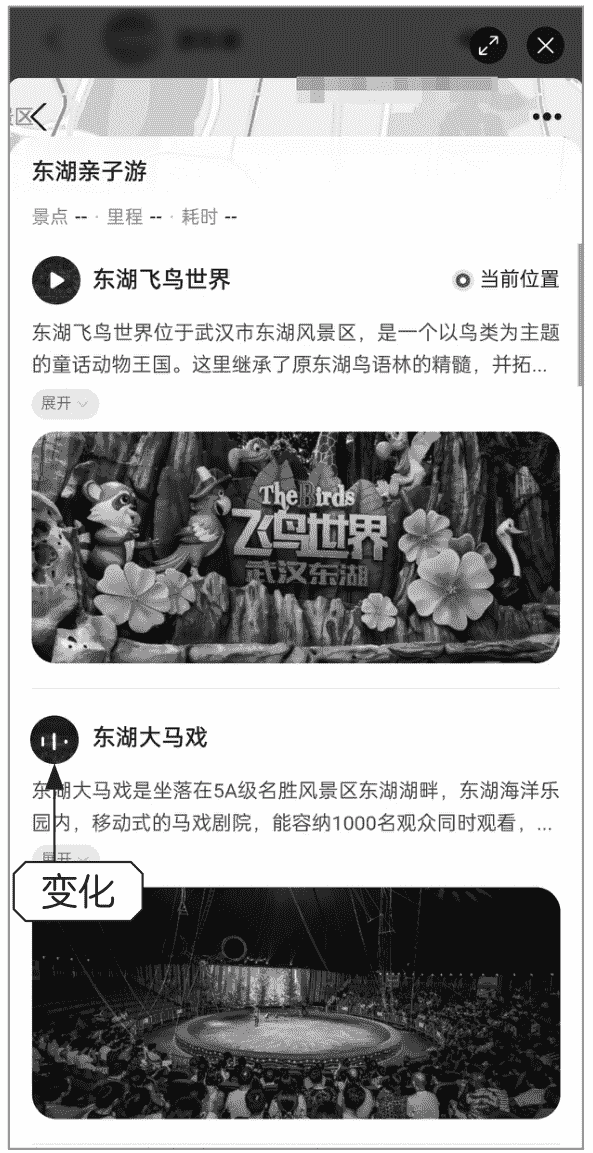 景区
东湖亲子游
景点 -- · 里程 -- · 耗时 --
东湖飞鸟世界
当前位置
东湖飞鸟世界位于武汉市东湖风景区，是一个以鸟类为主题
的童话动物王国。这里继承了原东湖鸟语林的精髓，并拓...
展开
The Birds
飞鸟世界
武汉东湖
东湖大马戏
东湖大马戏是坐落在5A级名胜风景区东湖湖畔，东湖海洋乐
园内，移动式的马戏剧院，能容纳1000名观众同时观看，...
展开
变化